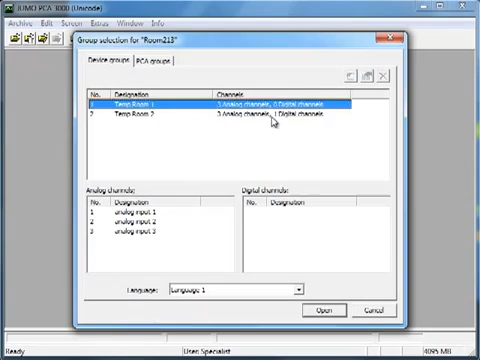 JUMO PCA 3000 (Unicode)
Archive Edit Screen Extras Windows Info
Group selection for "Room213"
Device groups PCA groups
No. Designation Channels
1 Temp Room 1 3 Analog channels, 0 Digital channels
2 Temp Room 2 3 Analog channels, 1 Digital channels
Analog channels: Digital channels:
No. Designation No. Designation
1 analog input 1
2 analog input 2
3 analog input 3
Language: Language 1
Open Cancel
Ready User: Specialist 4095 MB